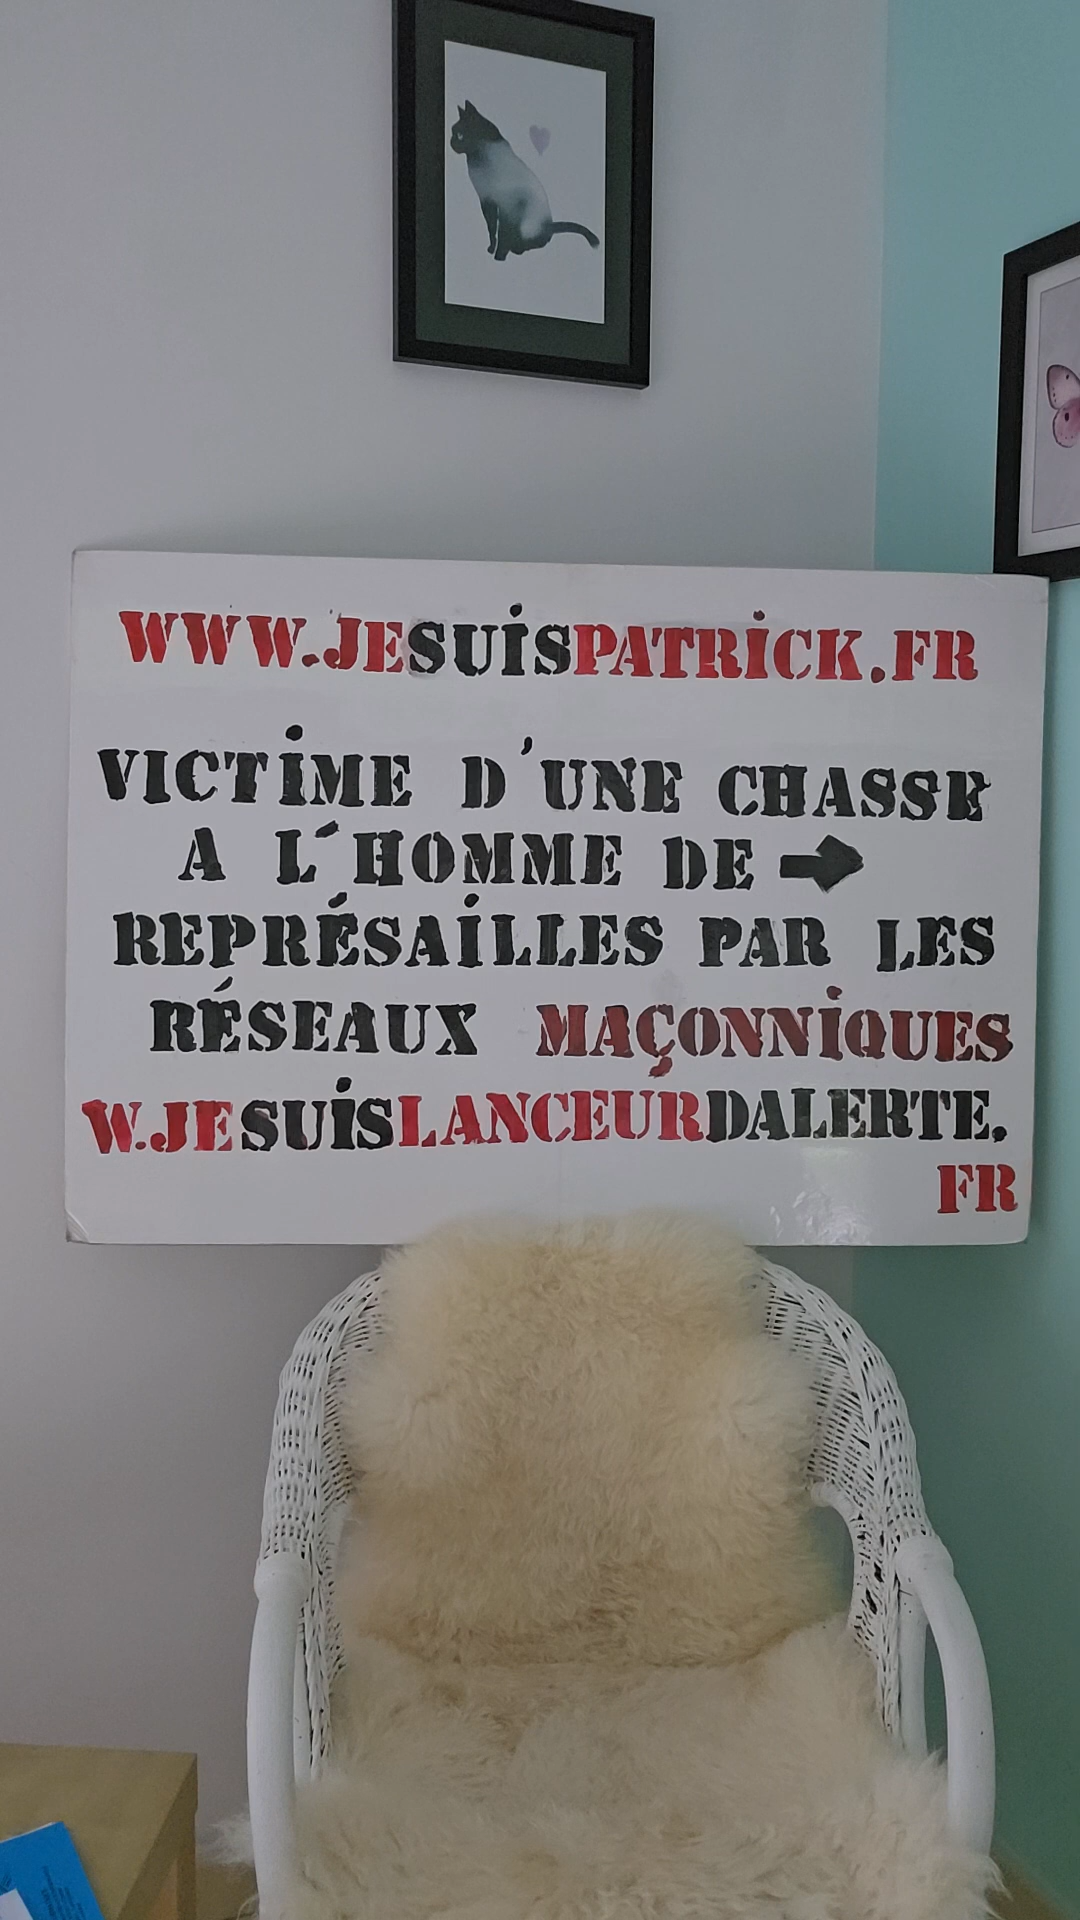 WWW.JESUISPATRICK.FR
VICTIME D'UNE CHASSE
A L'HOMME DE →
REPRÉSAILLES PAR LES
RÉSEAUX MAÇONNIQUES
W.JESUISLANCEURDALERTE.
FR